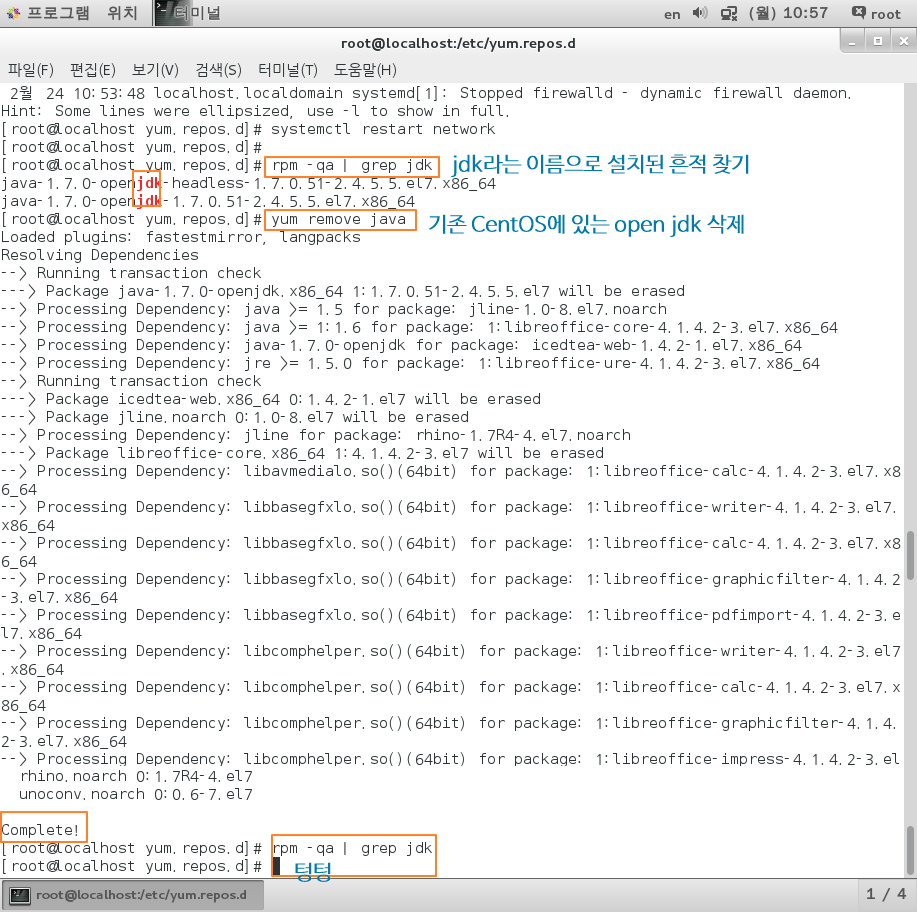 프로그램 위치 터미널 en (월) 10:57 root
root@localhost:/etc/yum.repos.d
파일(F) 편집(E) 보기(V) 검색(S) 터미널(T) 도움말(H)
2월 24 10:53:48 localhost.localdomain systemd[1]: Stopped firewalld - dynamic firewall daemon.
Hint: Some lines were ellipsized, use -l to show in full.
[root@localhost yum.repos.d]# systemctl restart network
[root@localhost yum.repos.d]#
[root@localhost yum.repos.d]# rpm -qa | grep jdk jdk라는 이름으로 설치된 흔적 찾기
java-1.7.0-openjdk-headless-1.7.0.51-2.4.5.5.el7.x86_64
java-1.7.0-openjdk-1.7.0.51-2.4.5.5.el7.x86_64
[root@localhost yum.repos.d]# yum remove java 기존 CentOS에 있는 open jdk 삭제
Loaded plugins: fastestmirror, langpacks
Resolving Dependencies
--> Running transaction check
---> Package java-1.7.0-openjdk.x86_64 1:1.7.0.51-2.4.5.5.el7 will be erased
--> Processing Dependency: java >= 1.5 for package: jline-1.0-8.el7.noarch
--> Processing Dependency: java >= 1:1.6 for package: 1:libreoffice-core-4.1.4.2-3.el7.x86_64
--> Processing Dependency: java-1.7.0-openjdk for package: icedtea-web-1.4.2-1.el7.x86_64
--> Processing Dependency: jre >= 1.5.0 for package: 1:libreoffice-ure-4.1.4.2-3.el7.x86_64
--> Running transaction check
---> Package icedtea-web.x86_64 0:1.4.2-1.el7 will be erased
---> Package jline.noarch 0:1.0-8.el7 will be erased
--> Processing Dependency: jline for package: rhino-1.7R4-4.el7.noarch
---> Package libreoffice-core.x86_64 1:4.1.4.2-3.el7 will be erased
--> Processing Dependency: libavmedialo.so()(64bit) for package: 1:libreoffice-calc-4.1.4.2-3.el7.x8
6_64
--> Processing Dependency: libbasegfxlo.so()(64bit) for package: 1:libreoffice-writer-4.1.4.2-3.el7.
x86_64
--> Processing Dependency: libbasegfxlo.so()(64bit) for package: 1:libreoffice-calc-4.1.4.2-3.el7.x8
6_64
--> Processing Dependency: libbasegfxlo.so()(64bit) for package: 1:libreoffice-graphicfilter-4.1.4.2
-3.el7.x86_64
--> Processing Dependency: libbasegfxlo.so()(64bit) for package: 1:libreoffice-pdfimport-4.1.4.2-3.e
l7.x86_64
--> Processing Dependency: libcomphelper.so()(64bit) for package: 1:libreoffice-writer-4.1.4.2-3.el7
.x86_64
--> Processing Dependency: libcomphelper.so()(64bit) for package: 1:libreoffice-calc-4.1.4.2-3.el7.x
86_64
--> Processing Dependency: libcomphelper.so()(64bit) for package: 1:libreoffice-graphicfilter-4.1.4.
2-3.el7.x86_64
--> Processing Dependency: libcomphelper.so()(64bit) for package: 1:libreoffice-impress-4.1.4.2-3.el
rhino.noarch 0:1.7R4-4.el7
unoconv.noarch 0:0.6-7.el7
Complete!
[root@localhost yum.repos.d]# rpm -qa | grep jdk
[root@localhost yum.repos.d]# 텅텅
root@localhost:/etc/yum.repos.d 1 / 4